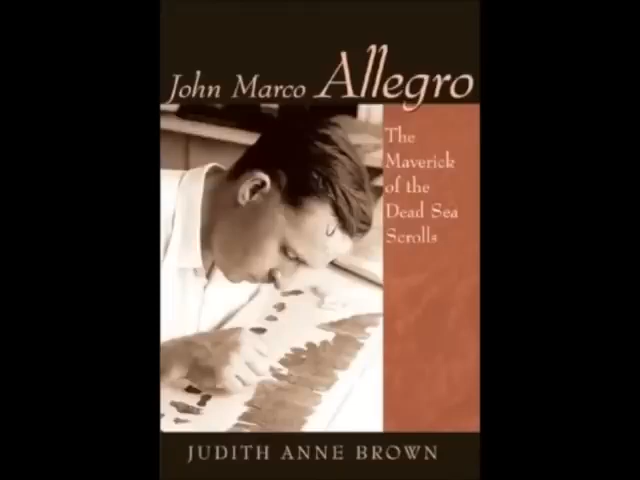 John Marco Allegro
The
Maverick
of the
Dead Sea
Scrolls
JUDITH ANNE BROWN